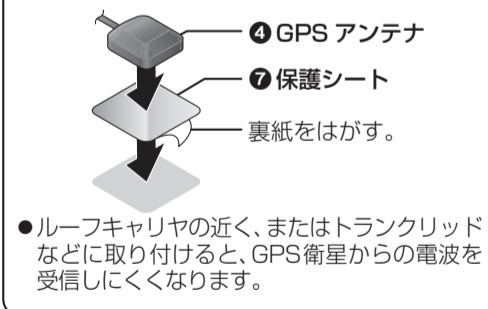 ❹ GPS アンテナ
❼ 保護シート
裏紙をはがす。
●ルーフキャリヤの近く、またはトランクリッド
などに取り付けると、GPS衛星からの電波を
受信しにくくなります。